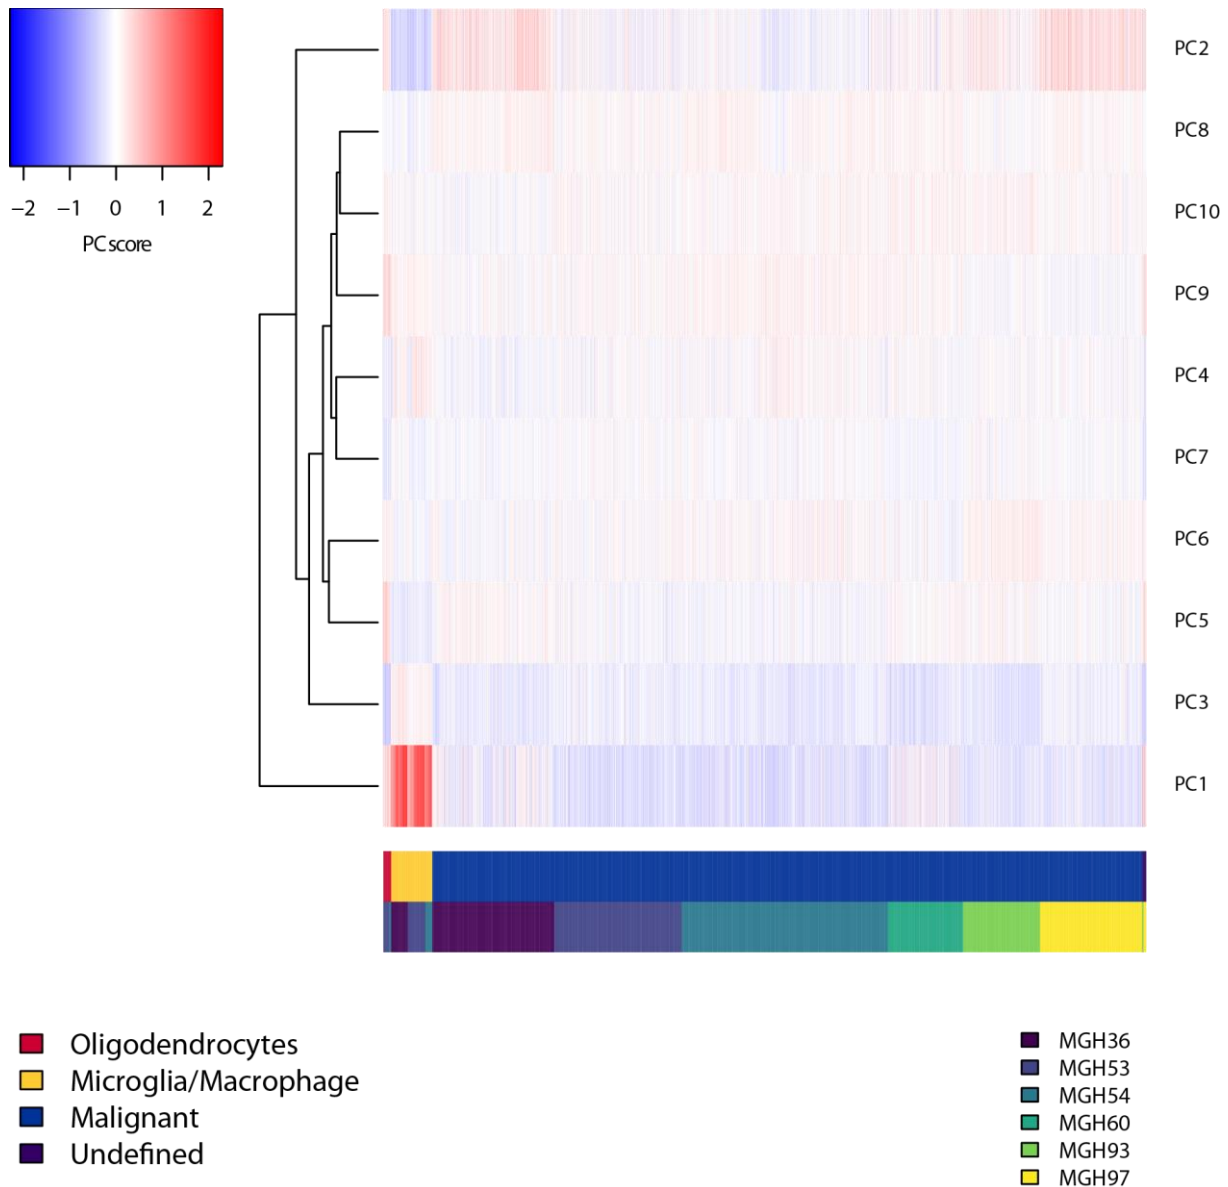 −2 −1 0 1 2
PC score
PC2
PC8
PC10
PC9
PC4
PC7
PC6
PC5
PC3
PC1
Oligodendrocytes
Microglia/Macrophage
Malignant
Undefined
MGH36
MGH53
MGH54
MGH60
MGH93
MGH97